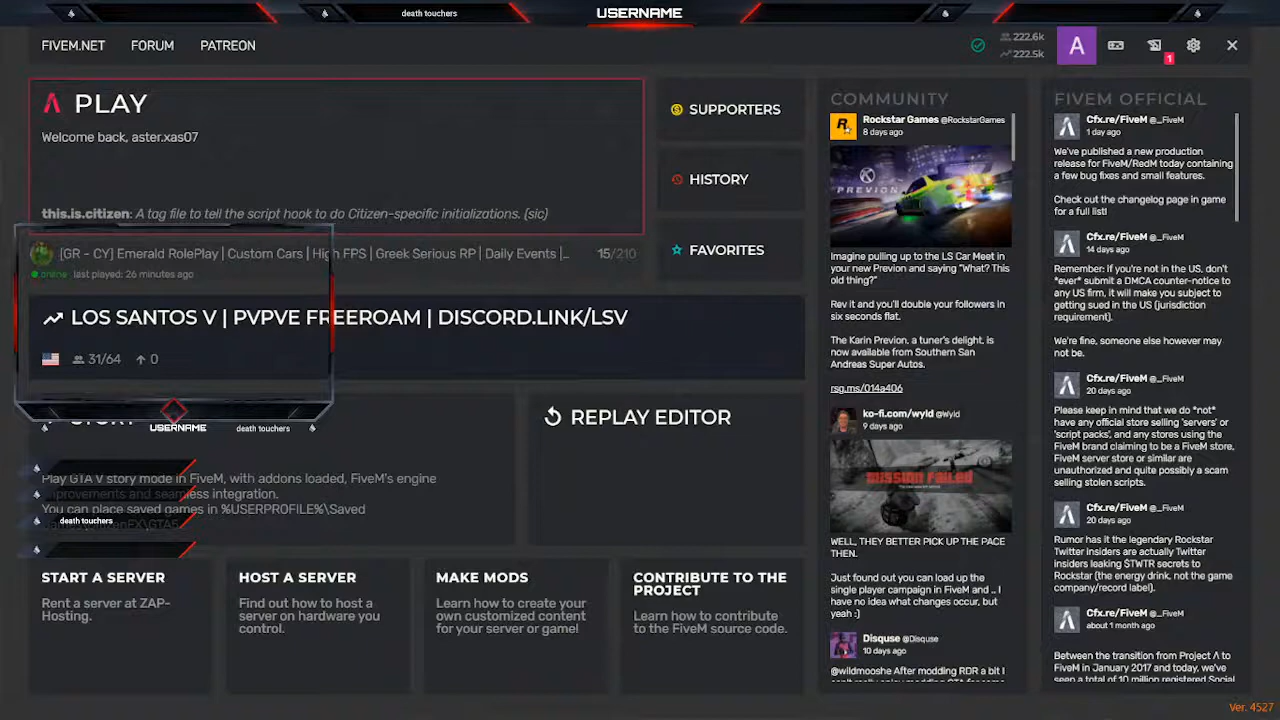 death touchers
USERNAME
FIVEM.NET
FORUM
PATREON
222.6k
222.5k
A
1
PLAY
Welcome back, aster.xas07
this.is.citizen: A tag file to tell the script hook to do Citizen-specific initializations. (sic)
[GR - CY] Emerald RolePlay | Custom Cars | High FPS | Greek Serious RP | Daily Events |...
15/210
online last played: 26 minutes ago
LOS SANTOS V | PVPVE FREEROAM | DISCORD.LINK/LSV
31/64
0
SUPPORTERS
HISTORY
FAVORITES
STORY
USERNAME
death touchers
Play GTA V story mode in FiveM, with addons loaded, FiveM's engine
improvements and seamless integration.
You can place saved games in %USERPROFILE%\Saved
death touchers
REPLAY EDITOR
START A SERVER
Rent a server at ZAP-
Hosting.
HOST A SERVER
Find out how to host a
server on hardware you
control.
MAKE MODS
Learn how to create your
own customized content
for your server or game!
CONTRIBUTE TO THE
PROJECT
Learn how to contribute
to the FiveM source code.
COMMUNITY
Rockstar Games @RockstarGames
8 days ago
PREVION
Imagine pulling up to the LS Car Meet in
your new Previon and saying "What? This
old thing?"
Rev it and you'll double your followers in
six seconds flat.
The Karin Previon, a tuner's delight, is
now available from Southern San
Andreas Super Autos.
rsg.ms/014a406
ko-fi.com/wyld @Wyld
9 days ago
MISSION FAILED
WELL, THEY BETTER PICK UP THE PACE
THEN.
Just found out you can load up the
single player campaign in FiveM and .. I
have no idea what changes occur, but
yeah :)
Disquse @Disquse
10 days ago
@wildmooshe After modding RDR a bit I
FIVEM OFFICIAL
Cfx.re/FiveM @_FiveM
1 day ago
We've published a new production
release for FiveM/RedM today containing
a few bug fixes and small features.
Check out the changelog page in game
for a full list!
Cfx.re/FiveM @_FiveM
14 days ago
Remember: if you're not in the US, don't
*ever* submit a DMCA counter-notice to
any US firm, it will make you subject to
getting sued in the US (jurisdiction
requirement).
We're fine, someone else however may
not be.
Cfx.re/FiveM @_FiveM
20 days ago
Please keep in mind that we do *not*
have any official store selling 'servers' or
'script packs', and any stores using the
FiveM brand claiming to be a FiveM store,
FiveM server store or similar are
unauthorized and quite possibly a scam
selling stolen scripts.
Cfx.re/FiveM @_FiveM
20 days ago
Rumor has it the legendary Rockstar
Twitter insiders are actually Twitter
insiders leaking $TWTR secrets to
Rockstar (the energy drink, not the game
company/record label).
Cfx.re/FiveM @_FiveM
about 1 month ago
Between the transition from Project Λ to
FiveM in January 2017 and today, we've
seen a total of 10 million registered Social
Ver. 4527